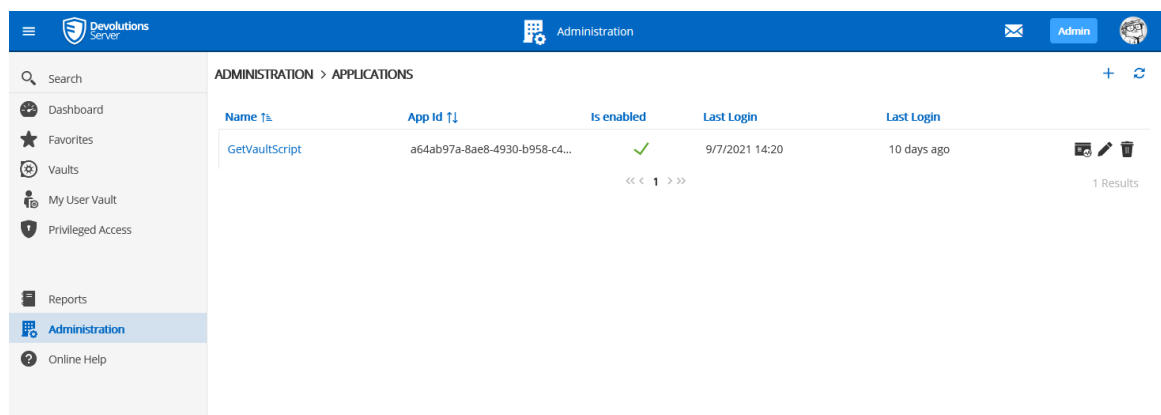 Devolutions
Server
Administration
Admin
Search
Dashboard
Favorites
Vaults
My User Vault
Privileged Access
Reports
Administration
Online Help
ADMINISTRATION > APPLICATIONS
Name App Id Is enabled Last Login Last Login
GetVaultScript a64ab97a-8ae8-4930-b958-c4... 9/7/2021 14:20 10 days ago
<< < 1 > >>
1 Results